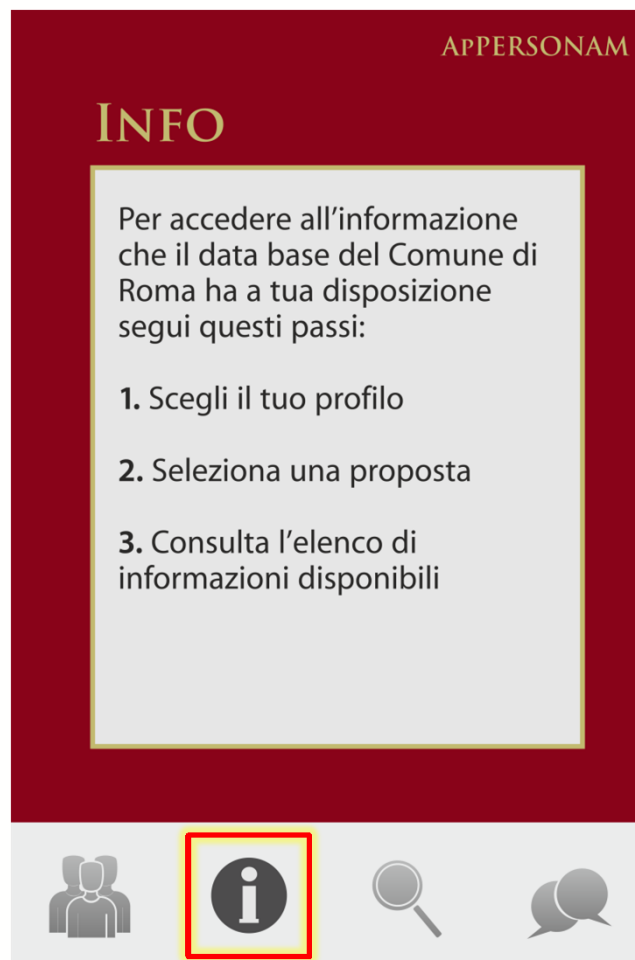 ApPERSONAM
INFO
Per accedere all’informazione
che il data base del Comune di
Roma ha a tua disposizione
segui questi passi:
1. Scegli il tuo profilo
2. Seleziona una proposta
3. Consulta l’elenco di
informazioni disponibili